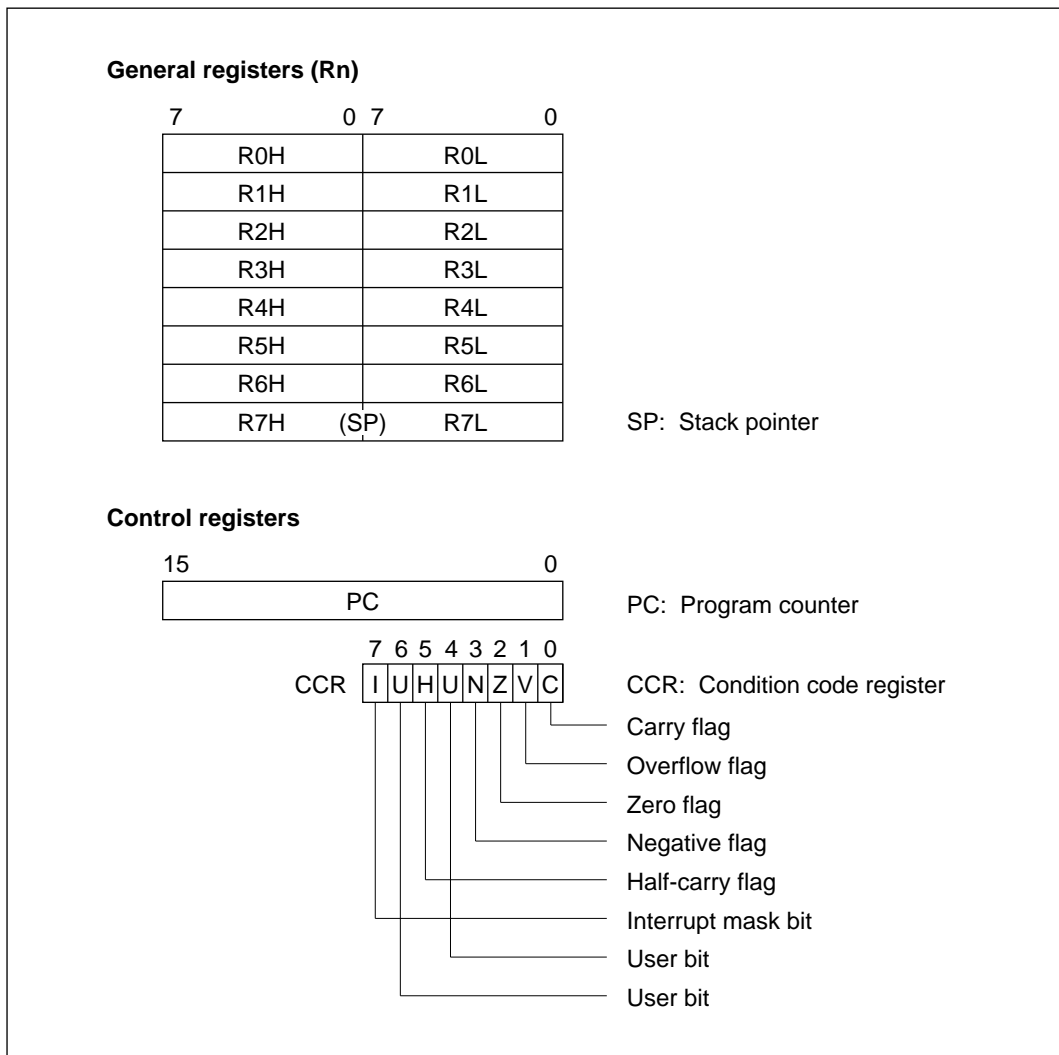 General registers (Rn)
7 0 7 0
R0H R0L
R1H R1L
R2H R2L
R3H R3L
R4H R4L
R5H R5L
R6H R6L
R7H (SP) R7L SP: Stack pointer
Control registers
15 0
PC PC: Program counter
7 6 5 4 3 2 1 0
CCR I U H U N Z V C CCR: Condition code register
Carry flag
Overflow flag
Zero flag
Negative flag
Half-carry flag
Interrupt mask bit
User bit
User bit